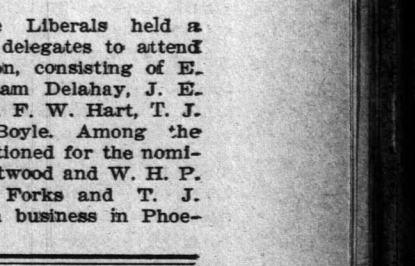 Liberals held a
delegates to attend
on, consisting of E.
am Delahay, J. E.
F. W. Hart, T. J.
Boyle. Among the
tioned for the nomi-
twood and W. H. P.
Forks and T. J.
business in Phoe-